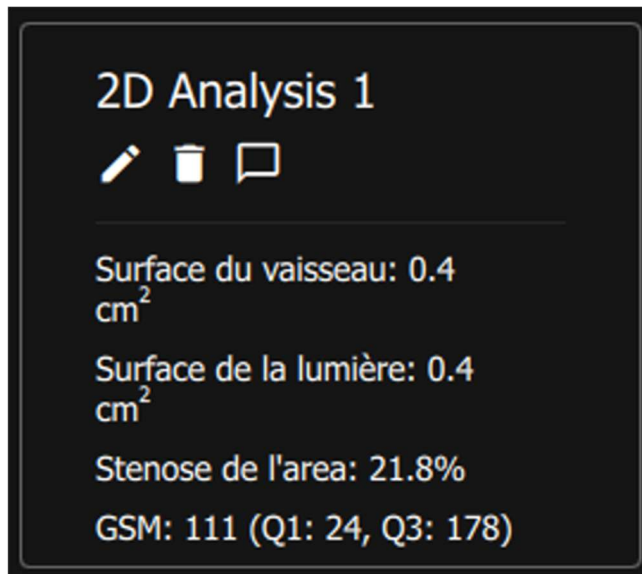 2D Analysis 1
Surface du vaisseau: 0.4
cm²
Surface de la lumière: 0.4
cm²
Stenose de l'area: 21.8%
GSM: 111 (Q1: 24, Q3: 178)